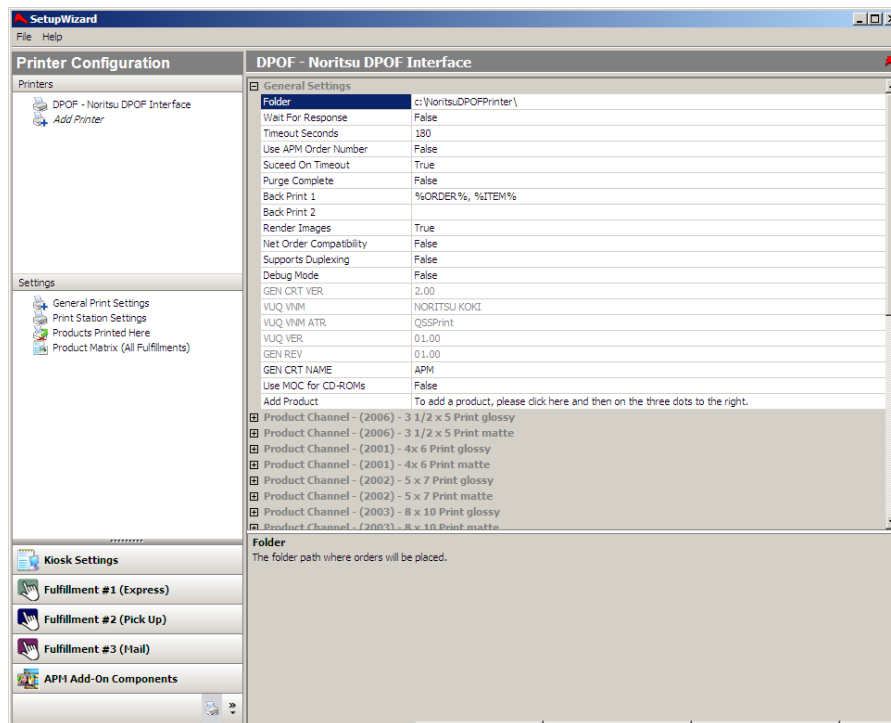 SetupWizard
File Help
Printer Configuration
Printers
DPOF - Noritsu DPOF Interface
Add Printer
Settings
General Print Settings
Print Station Settings
Products Printed Here
Product Matrix (All Fulfillments)
Kiosk Settings
Fulfillment #1 (Express)
Fulfillment #2 (Pick Up)
Fulfillment #3 (Mail)
APM Add-On Components
DPOF - Noritsu DPOF Interface
General Settings
Folder c:\NoritsuDPOFPrinter\
Wait For Response False
Timeout Seconds 180
Use APM Order Number False
Suceed On Timeout True
Purge Complete False
Back Print 1 %ORDER%, %ITEM%
Back Print 2
Render Images True
Net Order Compatibility False
Supports Duplexing False
Debug Mode False
GEN CRT VER 2.00
VUQ VNM NORITSU KOKI
VUQ VNM ATR QSSPrint
VUQ VER 01.00
GEN REV 01.00
GEN CRT NAME APM
Use MOC for CD-ROMs False
Add Product To add a product, please click here and then on the three dots to the right.
Product Channel - (2006) - 3 1/2 x 5 Print glossy
Product Channel - (2006) - 3 1/2 x 5 Print matte
Product Channel - (2001) - 4x 6 Print glossy
Product Channel - (2001) - 4x 6 Print matte
Product Channel - (2002) - 5 x 7 Print glossy
Product Channel - (2002) - 5 x 7 Print matte
Product Channel - (2003) - 8 x 10 Print glossy
Product Channel - (2003) - 8 x 10 Print matte
Folder
The folder path where orders will be placed.